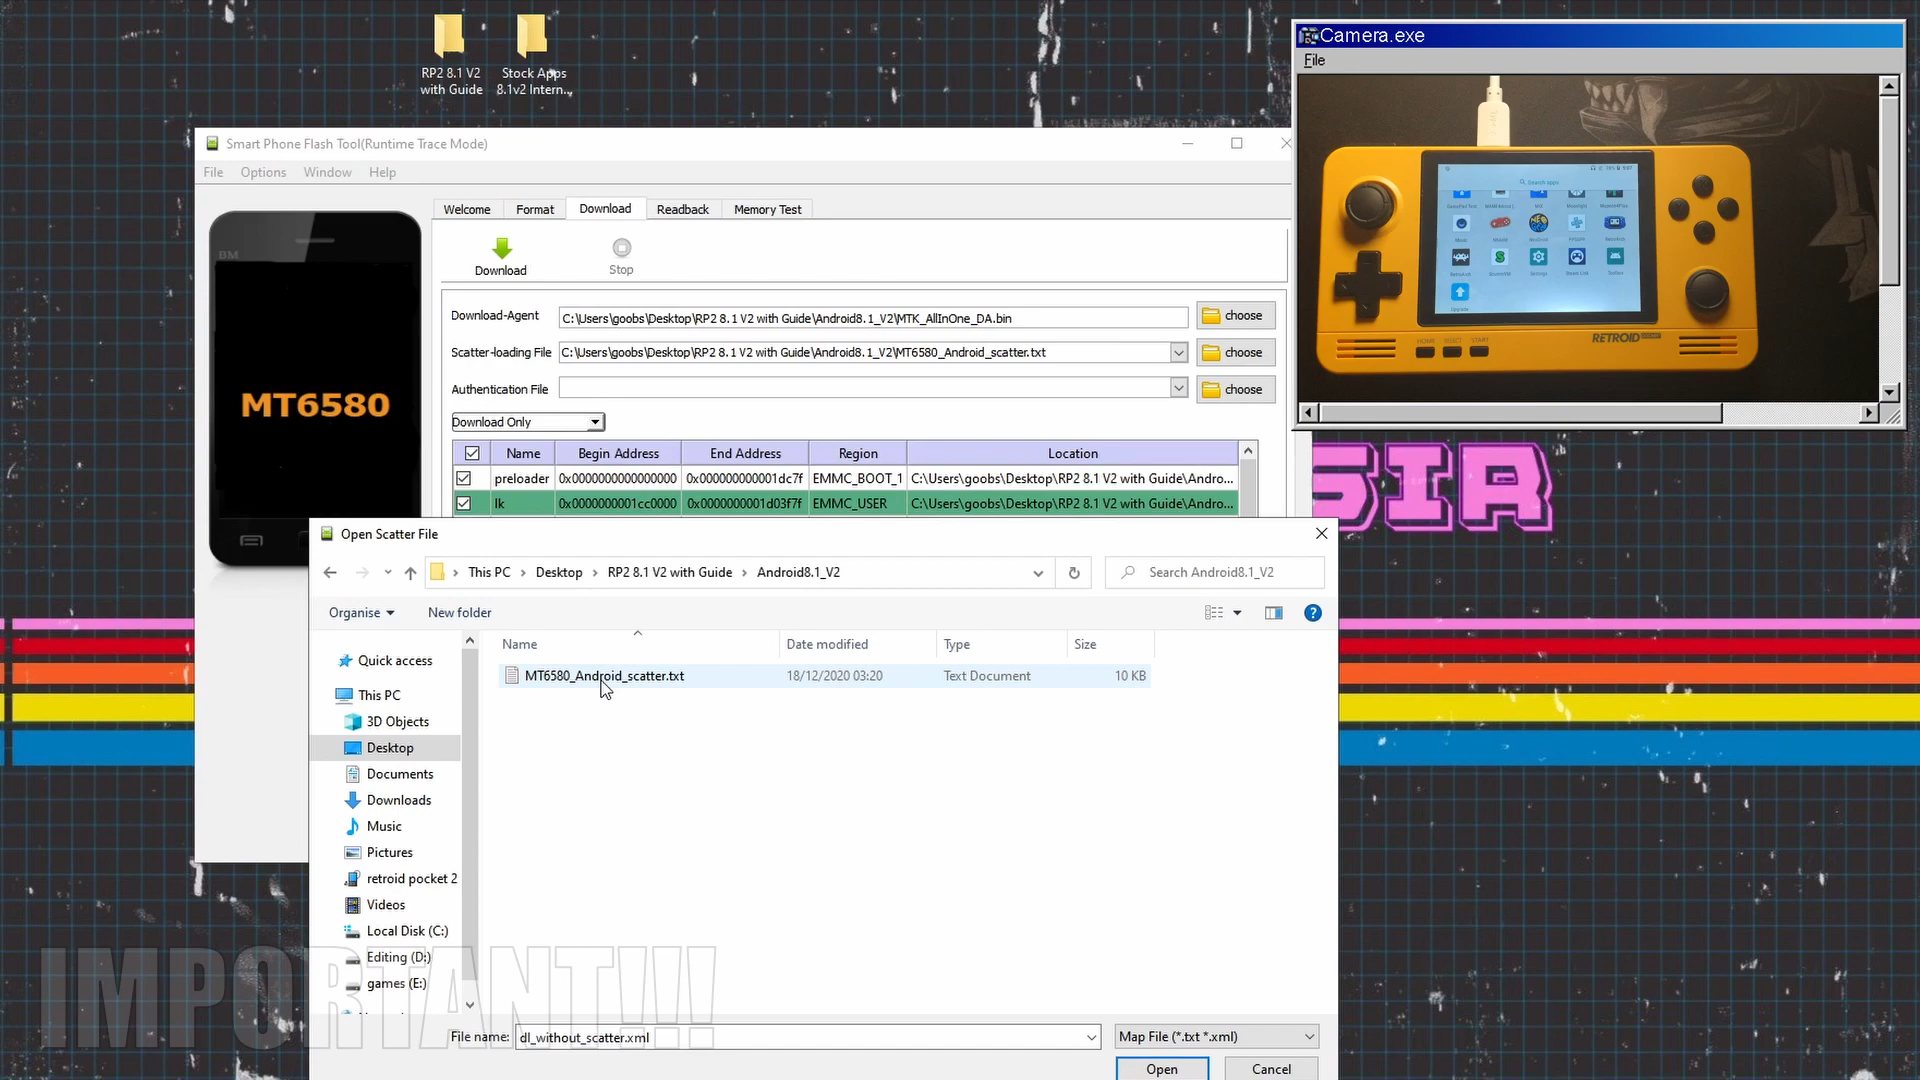 RP2 8.1 V2
with Guide
Stock Apps
8.1v2 Intern...
Camera.exe
File
Smart Phone Flash Tool(Runtime Trace Mode)
File Options Window Help
Welcome Format Download Readback Memory Test
Download Stop
BM
MT6580
Download-Agent C:\Users\goobs\Desktop\RP2 8.1 V2 with Guide\Android8.1_V2\MTK_AllInOne_DA.bin choose
Scatter-loading File C:\Users\goobs\Desktop\RP2 8.1 V2 with Guide\Android8.1_V2\MT6580_Android_scatter.txt choose
Authentication File choose
Download Only
Name Begin Address End Address Region Location
preloader 0x0000000000000000 0x000000000001dc7f EMMC_BOOT_1 C:\Users\goobs\Desktop\RP2 8.1 V2 with Guide\Andro...
lk 0x0000000001cc0000 0x0000000001d03f7f EMMC_USER C:\Users\goobs\Desktop\RP2 8.1 V2 with Guide\Andro...
Search apps
Settings
Upgrade
HOME SELECT START
RETROID
SIA
Open Scatter File
This PC Desktop RP2 8.1 V2 with Guide Android8.1_V2
Search Android8.1_V2
Organise New folder
Name Date modified Type Size
MT6580_Android_scatter.txt 18/12/2020 03:20 Text Document 10 KB
Quick access
This PC
3D Objects
Desktop
Documents
Downloads
Music
Pictures
retroid pocket 2
Videos
Local Disk (C:)
Editing (D:)
games (E:)
IMPORTANT!!!
File name: dl_without_scatter.xml Map File (*.txt *.xml)
Open Cancel